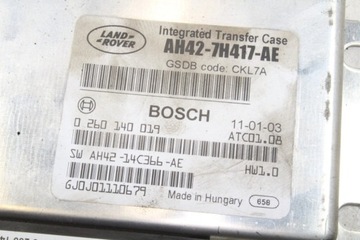 LAND ROVER
Integrated Transfer Case
AH42-7H417-AE
GSDB code: CKL7A
BOSCH 11-01-03
0 260 140 019 ATC01.08
SW AH42-14C366-AE HW1.0
GJ0J01110679
Made in Hungary 658